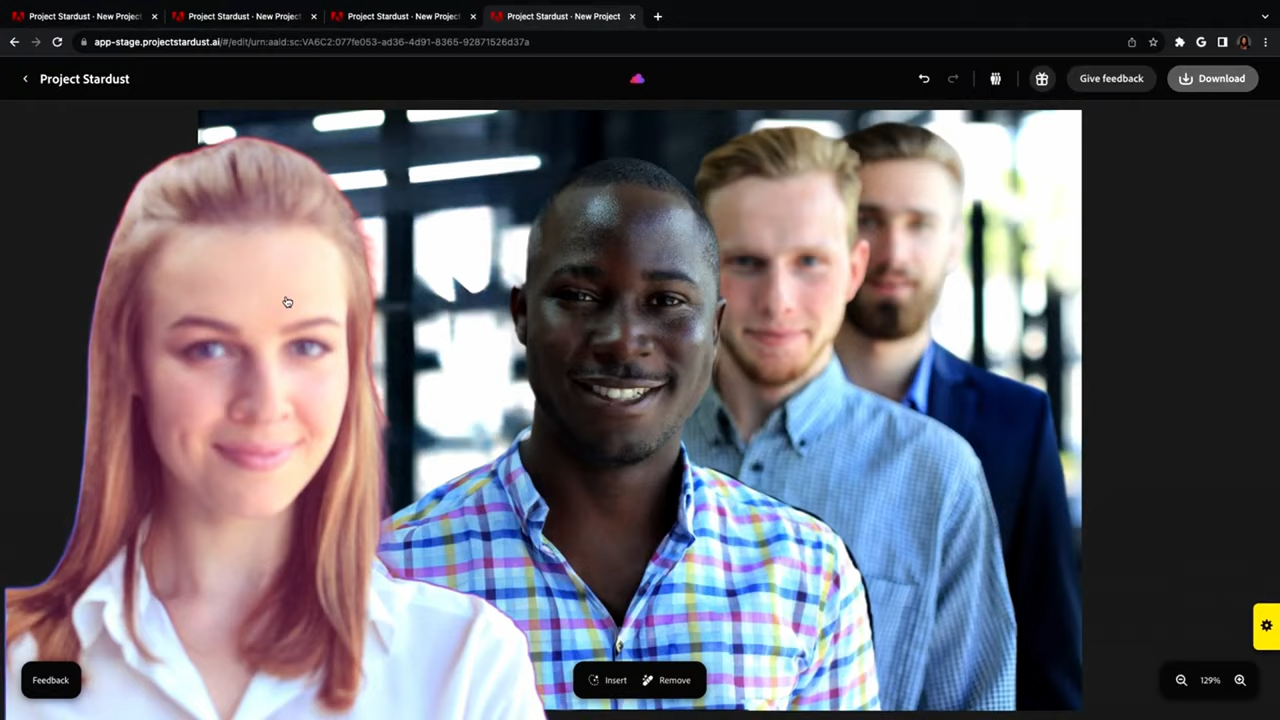 Project Stardust - New Project
Project Stardust - New Project
Project Stardust - New Project
Project Stardust - New Project
app-stage.projectstardust.ai/#/edit/urn:aaid:sc:VA6C2:077fe053-ad36-4d91-8365-92871526d37a
Project Stardust
Give feedback
Download
Feedback
Insert
Remove
129%